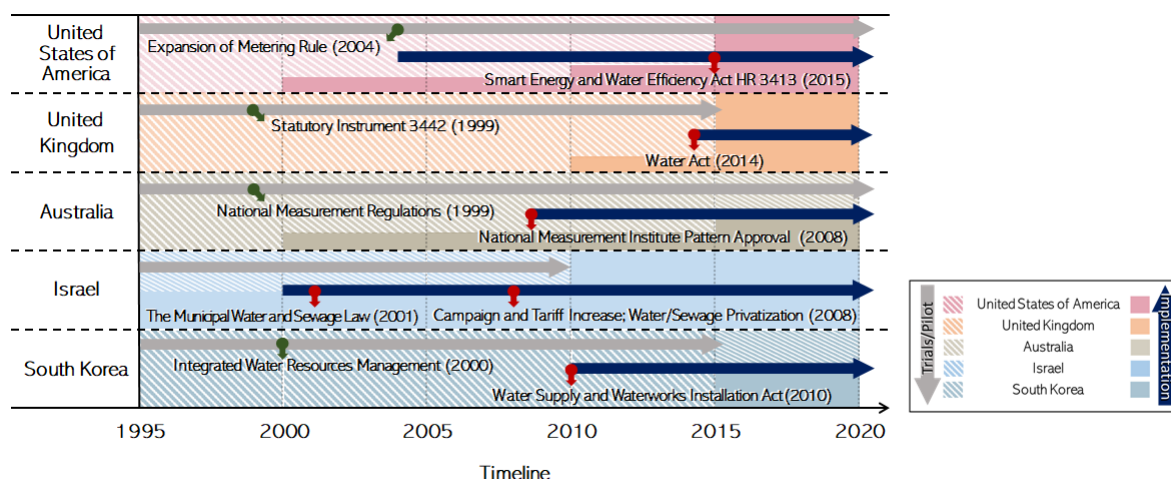 United
States of
America
Expansion of Metering Rule (2004)
Smart Energy and Water Efficiency Act HR 3413 (2015)
United
Kingdom
Statutory Instrument 3442 (1999)
Water Act (2014)
Australia
National Measurement Regulations (1999)
National Measurement Institute Pattern Approval (2008)
Israel
The Municipal Water and Sewage Law (2001)
Campaign and Tariff Increase; Water/Sewage Privatization (2008)
South Korea
Integrated Water Resources Management (2000)
Water Supply and Waterworks Installation Act(2010)
1995 2000 2005 2010 2015 2020
Timeline
Trials/Pilot
United States of America
United Kingdom
Australia
Israel
South Korea
Implementation